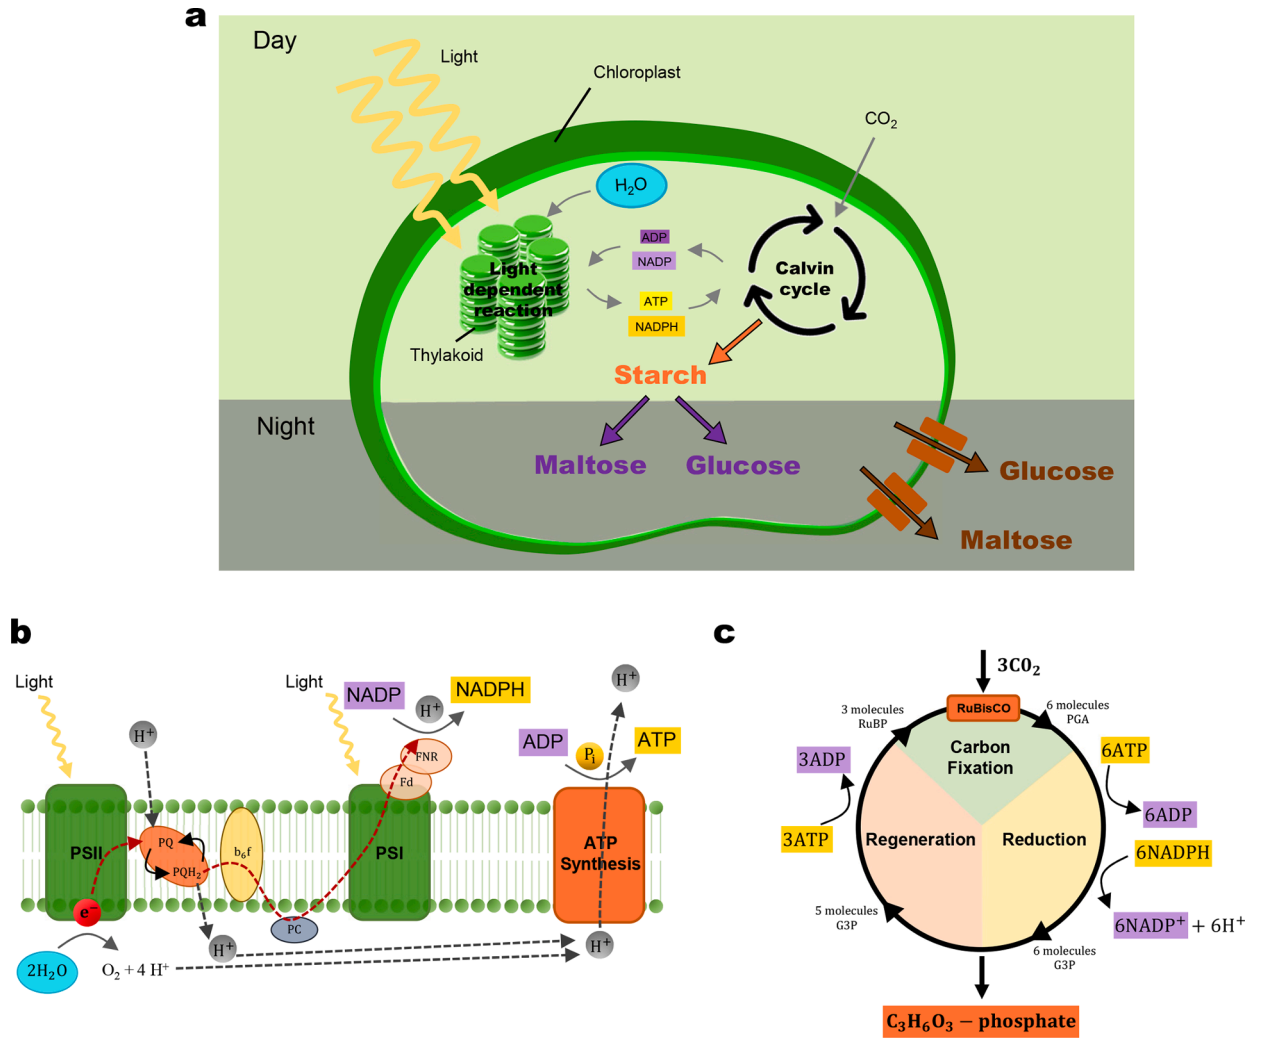 a
Day
Light
Chloroplast
CO₂
H₂O
ADP
NADP
Light
dependent
reaction
Calvin
cycle
ATP
NADPH
Thylakoid
Starch
Night
Maltose
Glucose
Glucose
Maltose
b
Light
Light
H⁺
NADP
H⁺
NADPH
H⁺
ADP
Pᵢ
ATP
FNR
Fd
PSII
PQ
PQH₂
b₆f
PSI
ATP
Synthesis
e⁻
PC
H⁺
H⁺
2H₂O
O₂ + 4 H⁺
c
3CO₂
RuBisCO
3 molecules
RuBP
6 molecules
PGA
Carbon
Fixation
3ADP
6ATP
6ADP
3ATP
Regeneration
Reduction
6NADPH
5 molecules
G3P
6NADP⁺ + 6H⁺
6 molecules
G3P
C₃H₆O₃ − phosphate